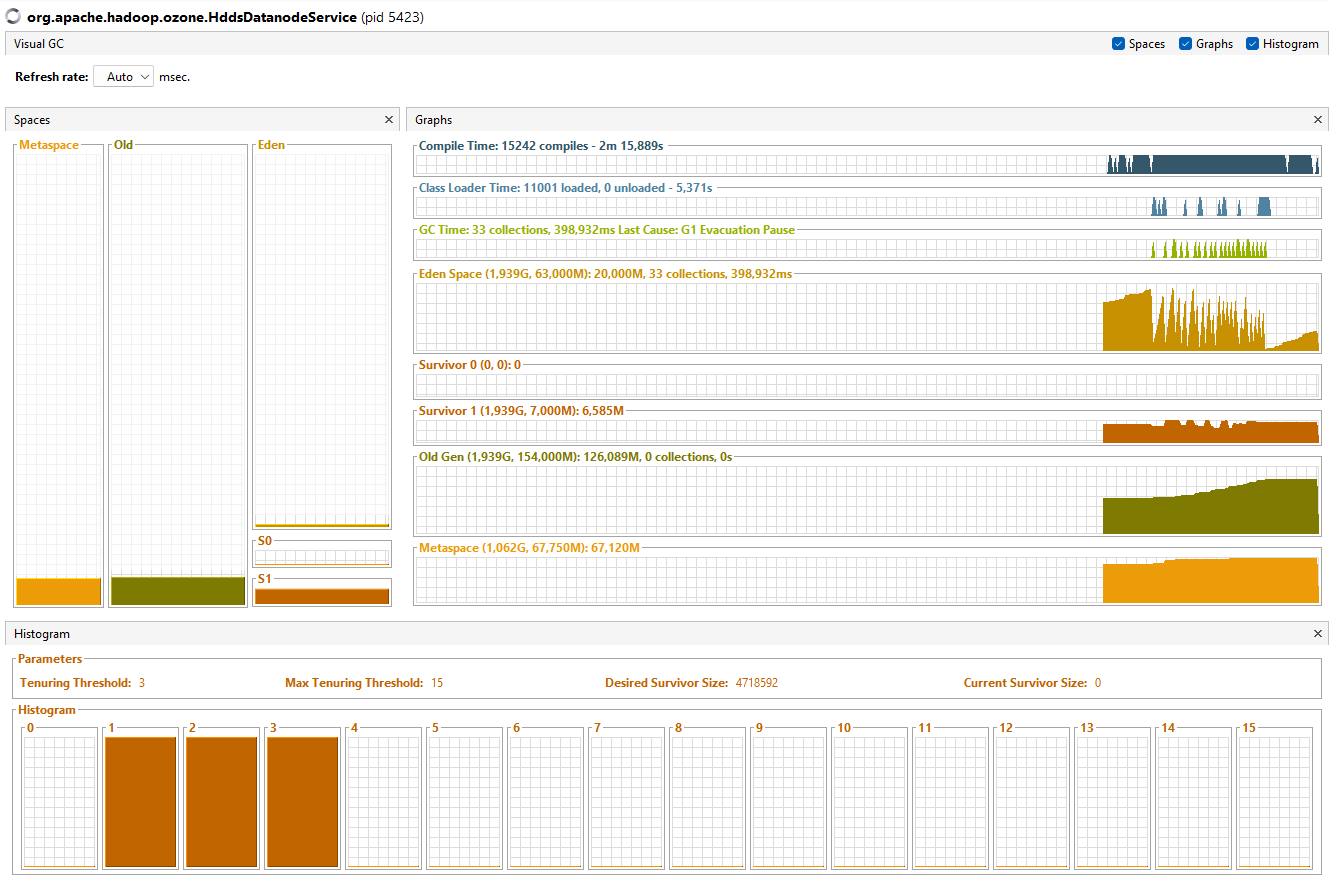 org.apache.hadoop.ozone.HddsDatanodeService (pid 5423)
Visual GC
Spaces Graphs Histogram
Refresh rate: Auto msec.
Spaces
Metaspace Old Eden
S0
S1
Graphs
Compile Time: 15242 compiles - 2m 15,889s
Class Loader Time: 11001 loaded, 0 unloaded - 5,371s
GC Time: 33 collections, 398,932ms Last Cause: G1 Evacuation Pause
Eden Space (1,939G, 63,000M): 20,000M, 33 collections, 398,932ms
Survivor 0 (0, 0): 0
Survivor 1 (1,939G, 7,000M): 6,585M
Old Gen (1,939G, 154,000M): 126,089M, 0 collections, 0s
Metaspace (1,062G, 67,750M): 67,120M
Histogram
Parameters
Tenuring Threshold: 3 Max Tenuring Threshold: 15 Desired Survivor Size: 4718592 Current Survivor Size: 0
Histogram
0 1 2 3 4 5 6 7 8 9 10 11 12 13 14 15